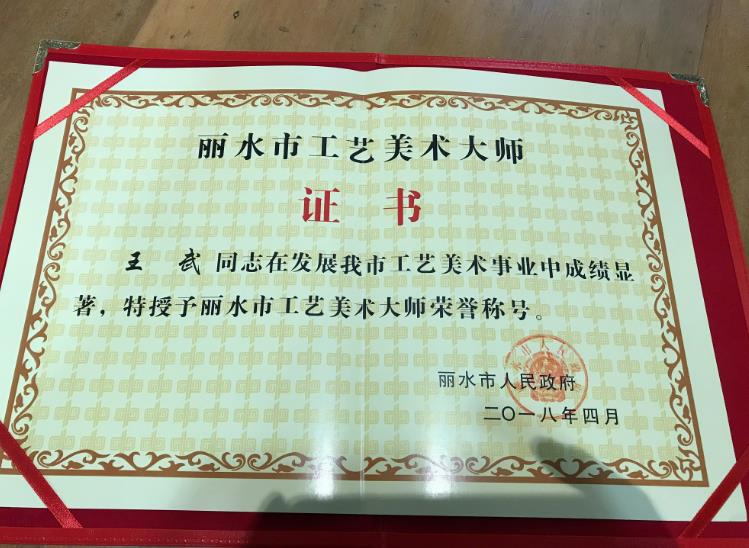 丽水市工艺美术大师
证 书
王 武 同志在发展我市工艺美术事业中成绩显
著，特授予丽水市工艺美术大师荣誉称号。
丽水市人民政府
二〇一八年四月